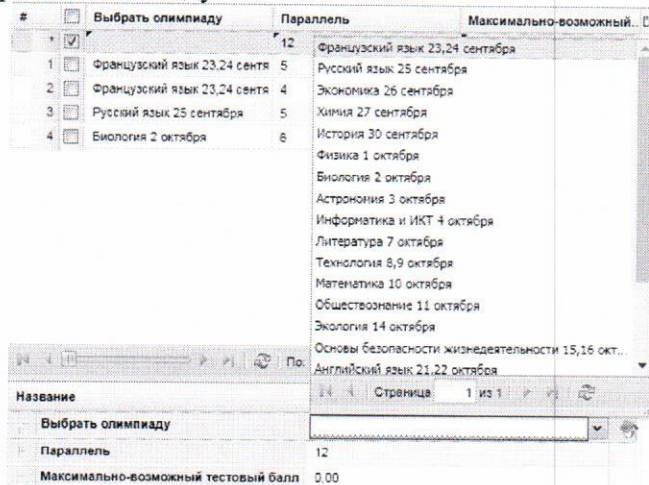 # Выбрать олимпиаду Параллель Максимально-возможный..
* 12
1 Французский язык 23,24 сентя 5
2 Французский язык 23,24 сентя 4
3 Русский язык 25 сентября 5
4 Биология 2 октября 6
Французский язык 23,24 сентября
Русский язык 25 сентября
Экономика 26 сентября
Химия 27 сентября
История 30 сентября
Физика 1 октября
Биология 2 октября
Астрономия 3 октября
Информатика и ИКТ 4 октября
Литература 7 октября
Технология 8,9 октября
Математика 10 октября
Обществознание 11 октября
Экология 14 октября
Основы безопасности жизнедеятельности 15,16 окт...
Английский язык 21,22 октября
По:
Страница 1 из 1
Название
Выбрать олимпиаду
Параллель 12
Максимально-возможный тестовый балл 0,00